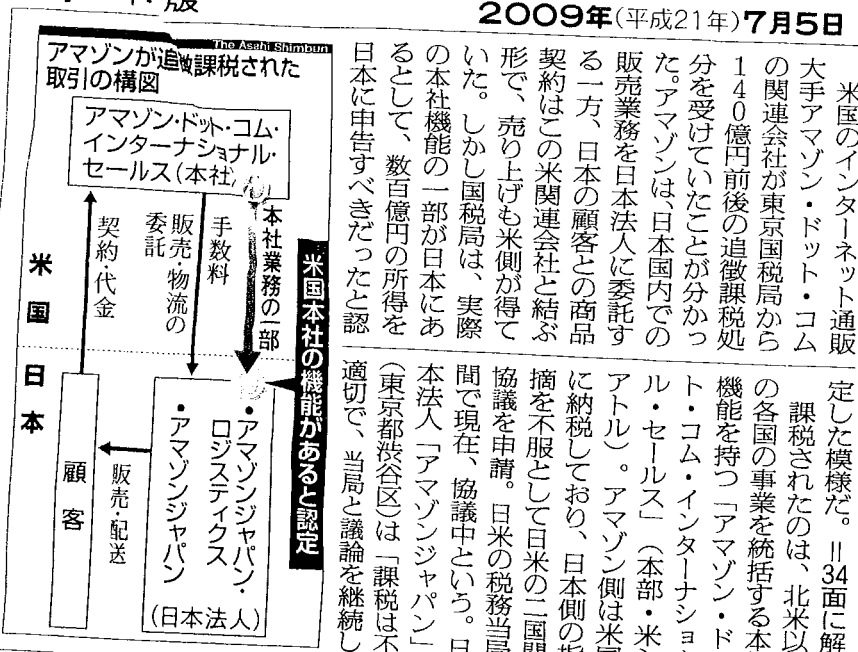 版
2009年(平成21年)7月5日
米国のインターネット通販
大手アマゾン・ドット・コム
の関連会社が東京国税局から
140億円前後の追徴課税処
分を受けていたことが分かっ
た。アマゾンは、日本国内での
販売業務を日本法人に委託す
る一方、日本の顧客との商品
契約はこの米関連会社と結ぶ
形で、売り上げも米側が得て
いた。しかし国税局は、実際
の本社機能の一部が日本にあ
るとして、数百億円の所得を
日本に申告すべきだったと認
定した模様だ。=34面に解
課税されたのは、北米以
の各国の事業を統括する本
機能を持つ「アマゾン・ド
ト・コム・インターナショ
ル・セールス」(本部・米
アトル)。アマゾン側は米国
に納税しており、日本側の指
摘を不服として日米の二国間
協議を申請。日米の税務当局
間で現在、協議中という。日
本法人「アマゾンジャパン」
(東京都渋谷区)は「課税は不
適切で、当局と議論を継続し
The Asahi Shimbun
アマゾンが追徴課税された
取引の構図
アマゾン・ドット・コム・
インターナショナル・
セールス(本社)
米国本社の機能があると認定
本社業務の一部
手数料
販売・物流の
委託
契約・代金
米国
日本
・アマゾンジャパン・
ロジスティクス
・アマゾンジャパン
(日本法人)
販売・配送
顧客